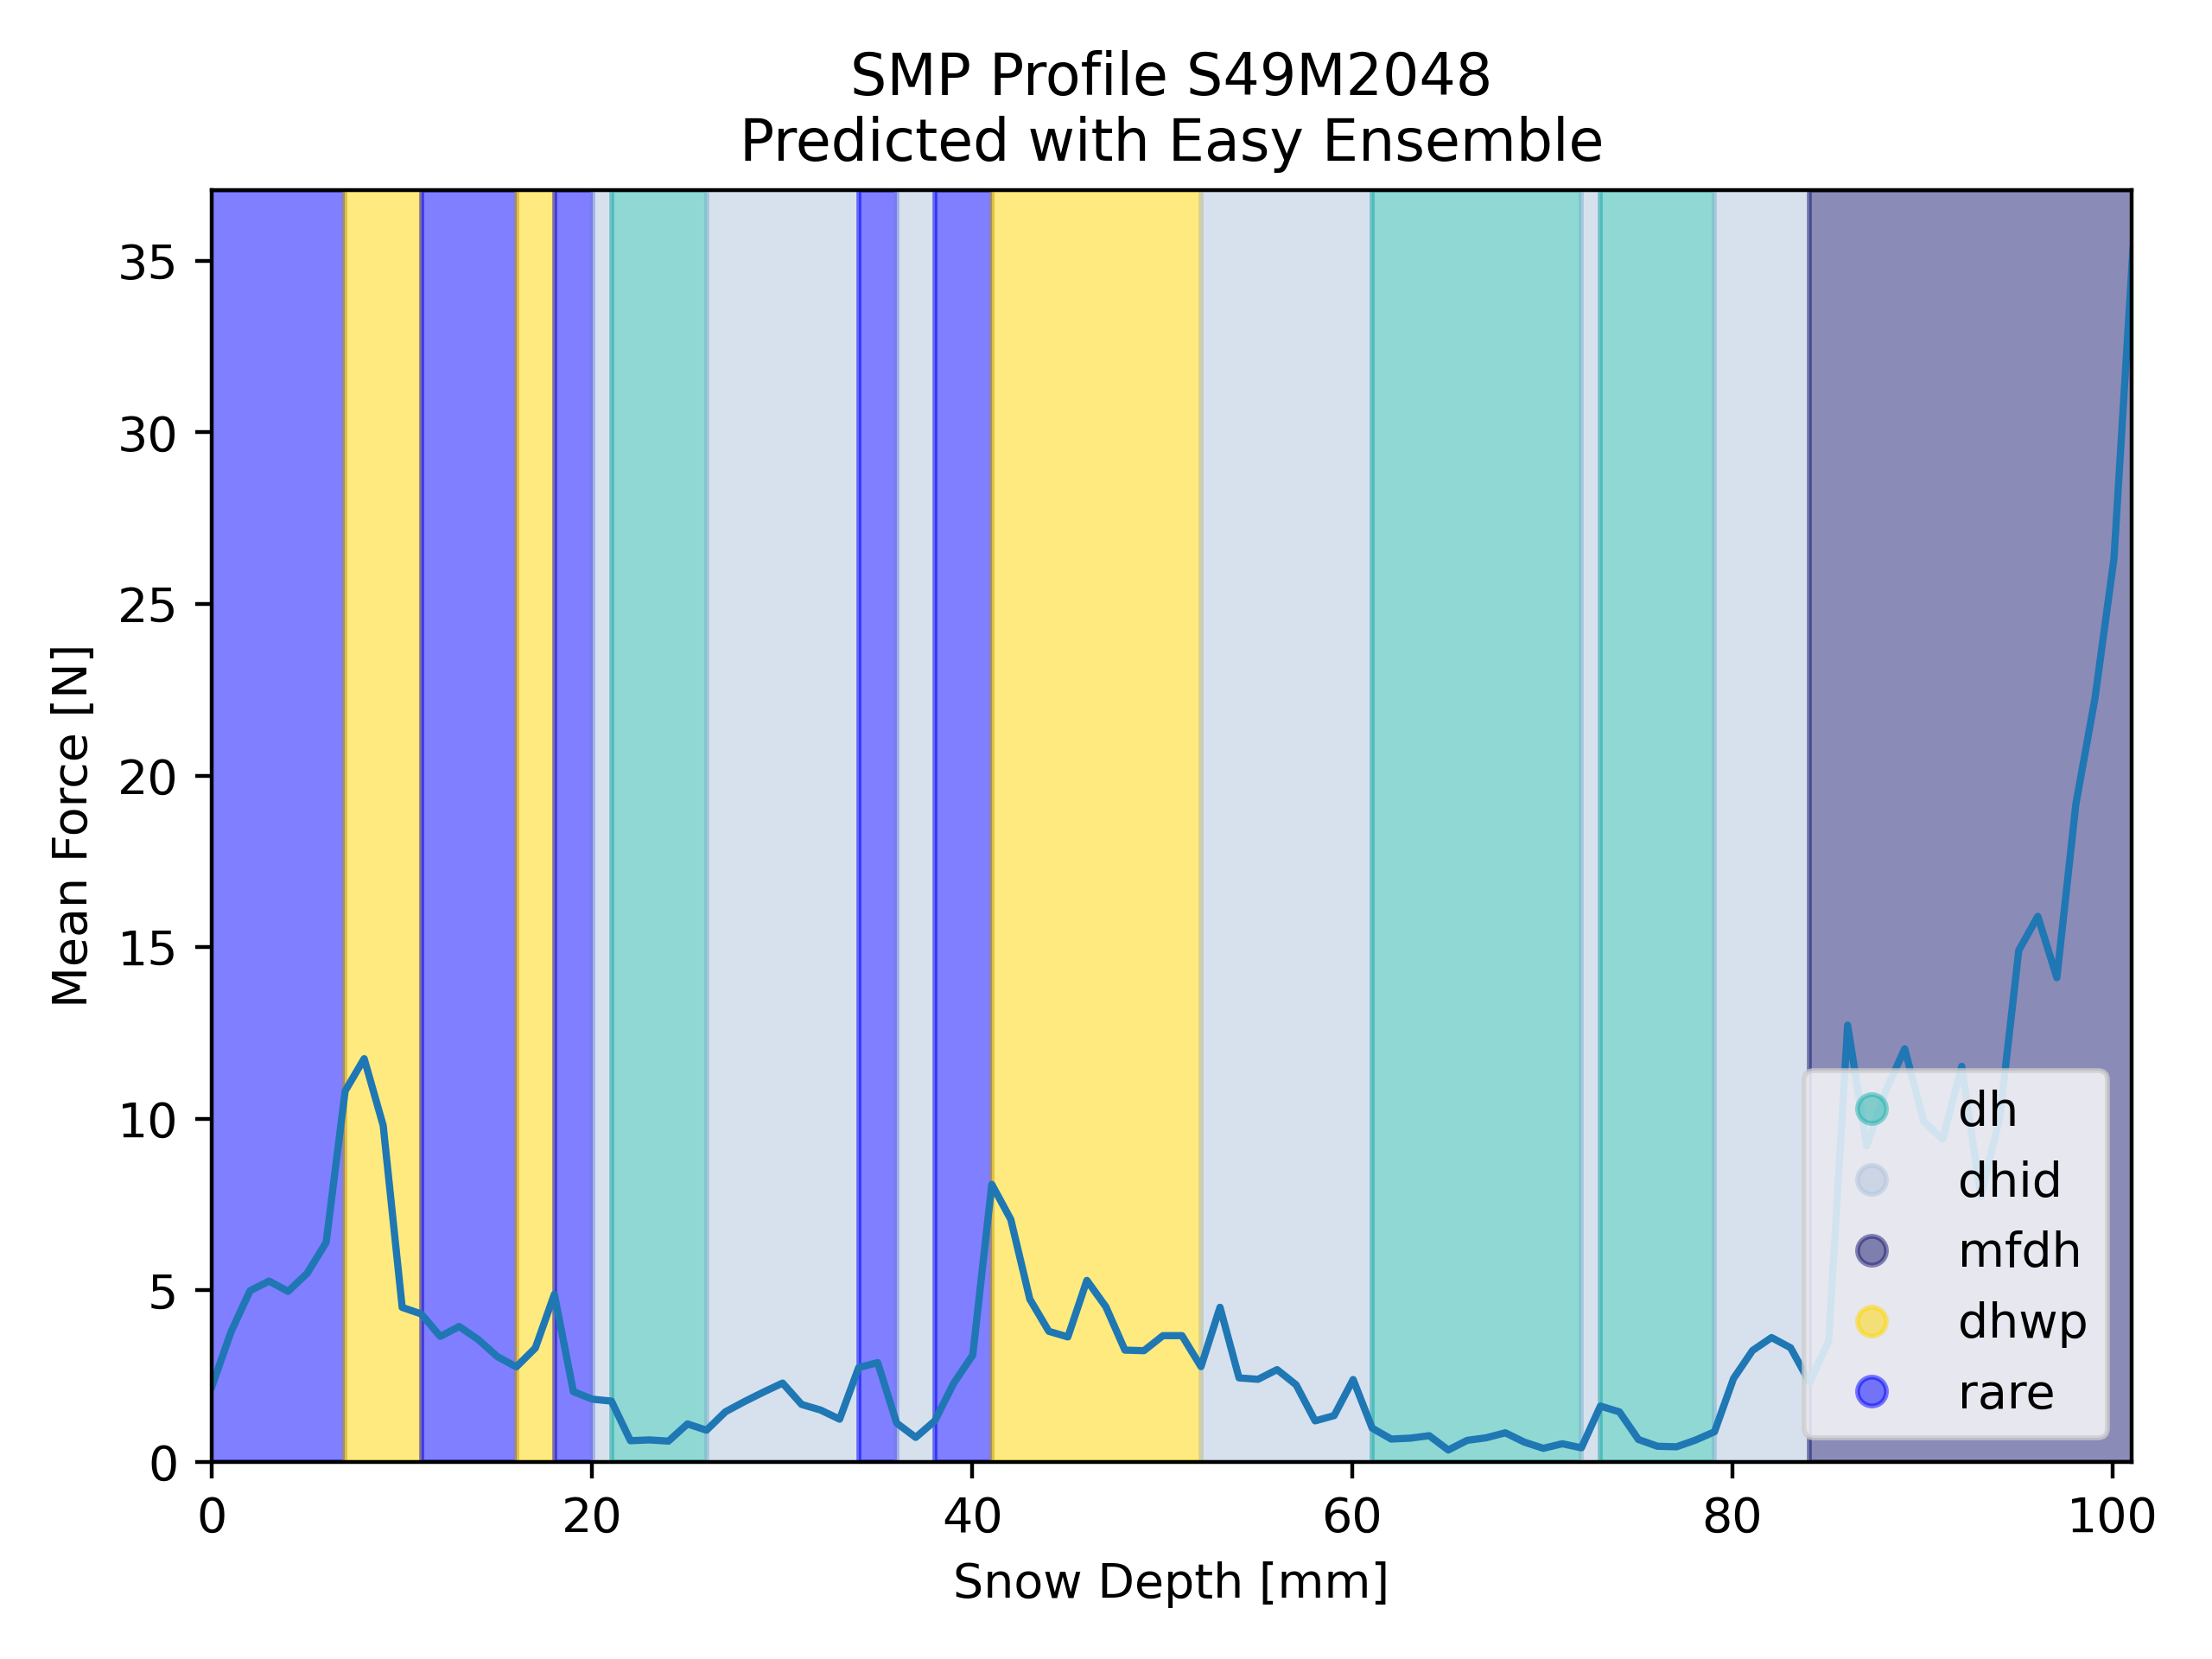 SMP Profile S49M2048
Predicted with Easy Ensemble
Mean Force [N]
35
30
25
20
15
10
5
0
dh
dhid
mfdh
dhwp
rare
0 20 40 60 80 100
Snow Depth [mm]